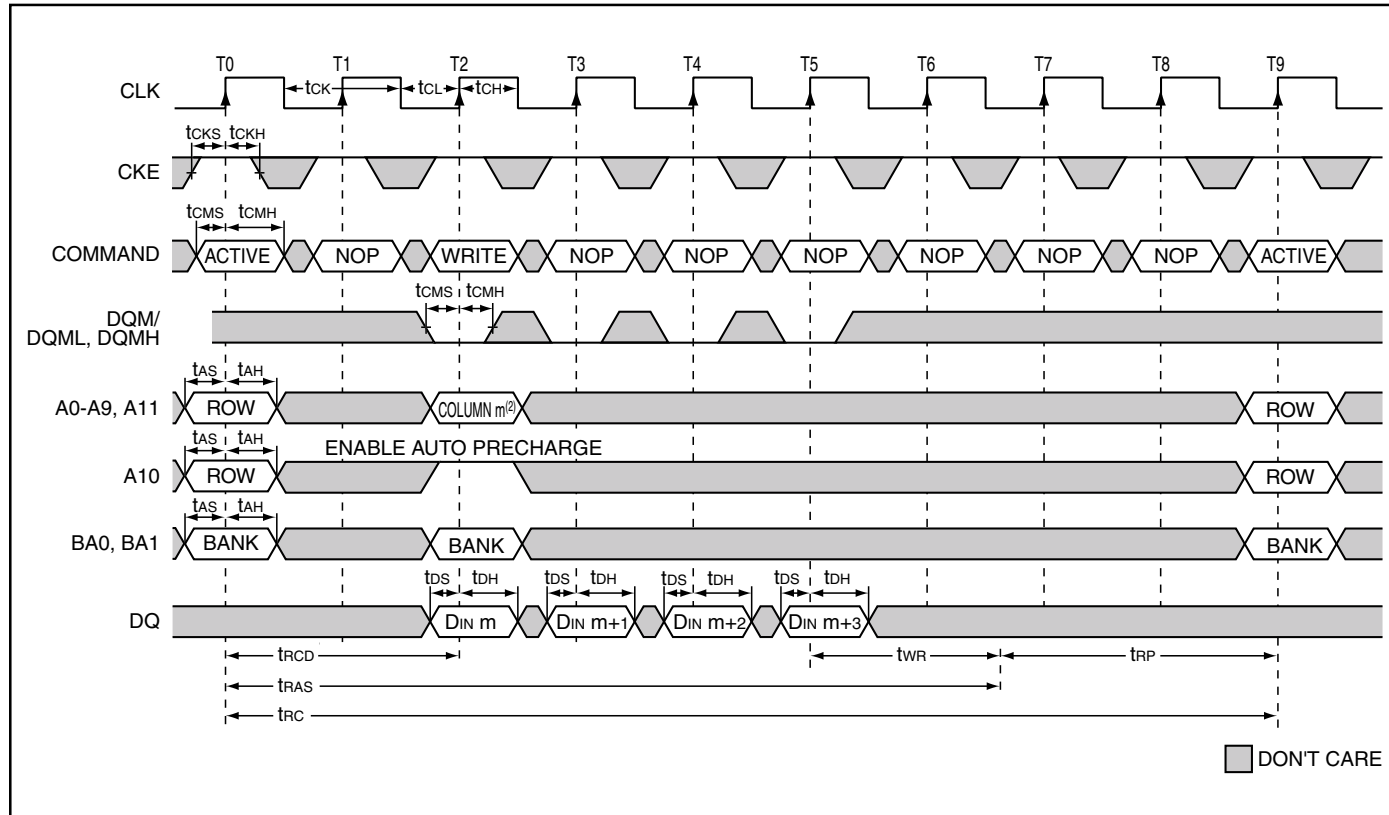 T0 T1 T2 T3 T4 T5 T6 T7 T8 T9
CLK
tCK tCL tCH
tCKS tCKH
CKE
tCMS tCMH
COMMAND ACTIVE NOP WRITE NOP NOP NOP NOP NOP NOP ACTIVE
tCMS tCMH
DQM/
DQML, DQMH
tAS tAH
A0-A9, A11 ROW COLUMN m(2) ROW
tAS tAH ENABLE AUTO PRECHARGE
A10 ROW ROW
tAS tAH
BA0, BA1 BANK BANK BANK
tDS tDH tDS tDH tDS tDH tDS tDH
DQ DIN m DIN m+1 DIN m+2 DIN m+3
tRCD tWR tRP
tRAS
tRC
DON'T CARE